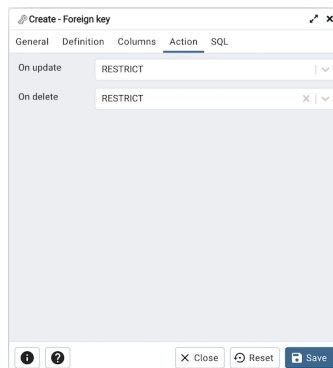 Create - Foreign key
General Definition Columns Action SQL
On update RESTRICT
On delete RESTRICT
Close Reset Save